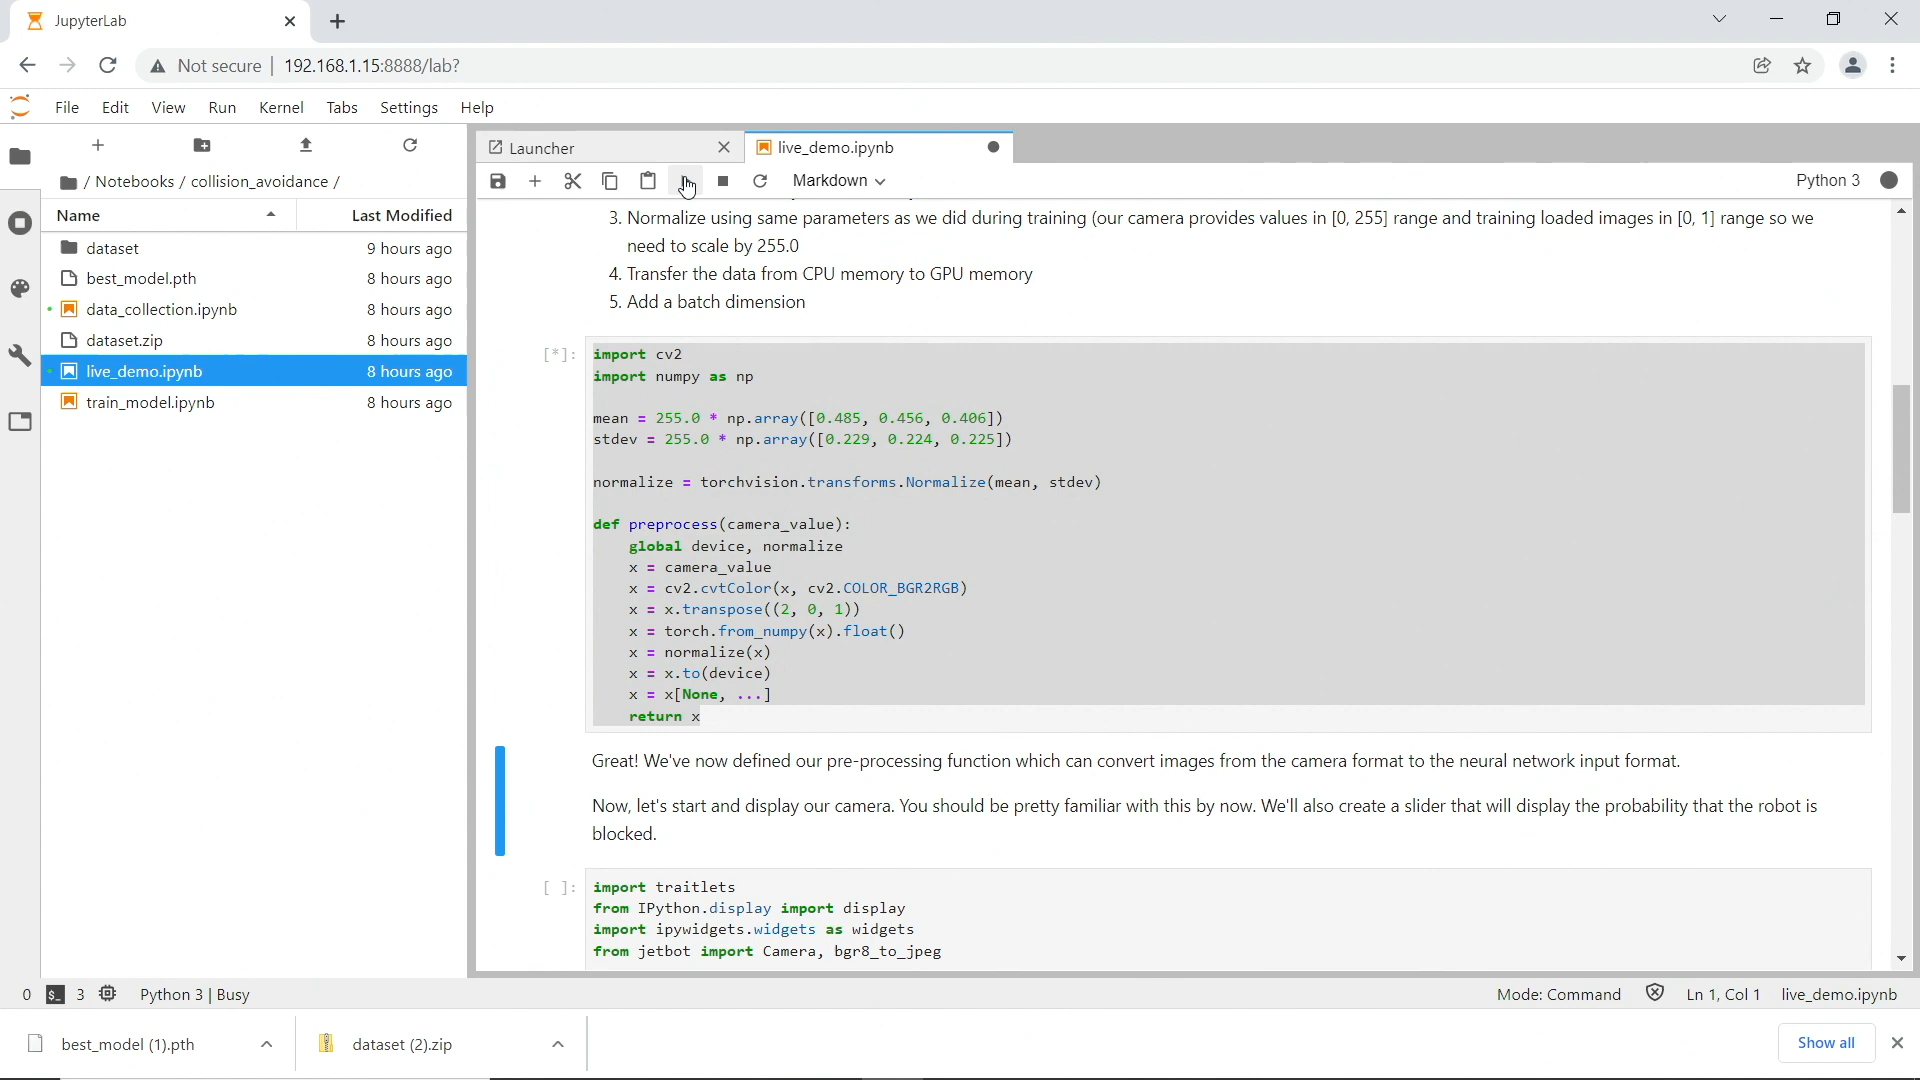 JupyterLab
Not secure | 192.168.1.15:8888/lab?
File Edit View Run Kernel Tabs Settings Help
/ Notebooks / collision_avoidance /
Name Last Modified
dataset 9 hours ago
best_model.pth 8 hours ago
data_collection.ipynb 8 hours ago
dataset.zip 8 hours ago
live_demo.ipynb 8 hours ago
train_model.ipynb 8 hours ago
Launcher live_demo.ipynb
Markdown Python 3
3. Normalize using same parameters as we did during training (our camera provides values in [0, 255] range and training loaded images in [0, 1] range so we
need to scale by 255.0
4. Transfer the data from CPU memory to GPU memory
5. Add a batch dimension
[*]: import cv2
import numpy as np
mean = 255.0 * np.array([0.485, 0.456, 0.406])
stdev = 255.0 * np.array([0.229, 0.224, 0.225])
normalize = torchvision.transforms.Normalize(mean, stdev)
def preprocess(camera_value):
global device, normalize
x = camera_value
x = cv2.cvtColor(x, cv2.COLOR_BGR2RGB)
x = x.transpose((2, 0, 1))
x = torch.from_numpy(x).float()
x = normalize(x)
x = x.to(device)
x = x[None, ...]
return x
Great! We've now defined our pre-processing function which can convert images from the camera format to the neural network input format.
Now, let's start and display our camera. You should be pretty familiar with this by now. We'll also create a slider that will display the probability that the robot is
blocked.
[ ]: import traitlets
from IPython.display import display
import ipywidgets.widgets as widgets
from jetbot import Camera, bgr8_to_jpeg
0 $_ 3 Python 3 | Busy Mode: Command Ln 1, Col 1 live_demo.ipynb
best_model (1).pth dataset (2).zip Show all